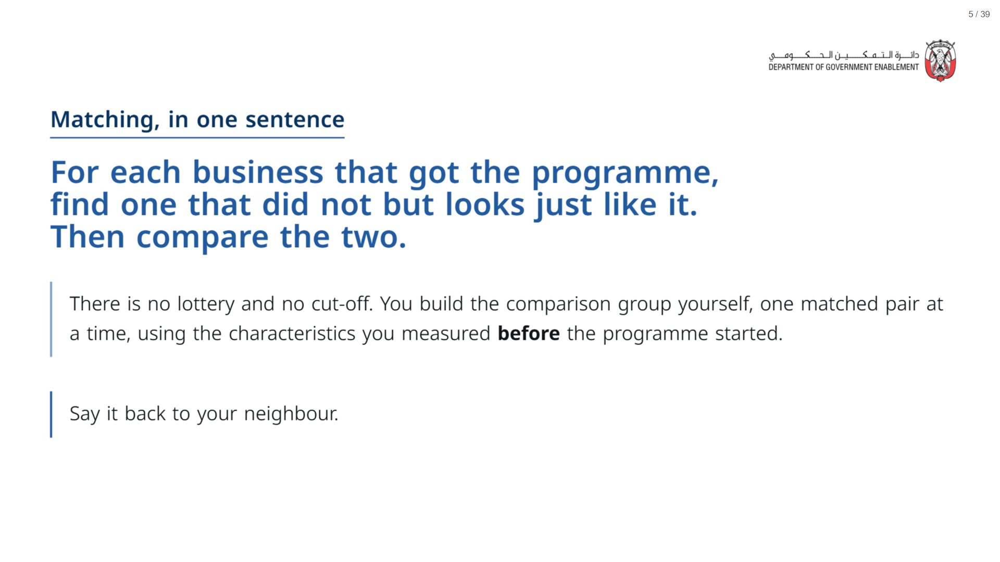 5 / 39
دائرة التمكين الحكومي
DEPARTMENT OF GOVERNMENT ENABLEMENT
Matching, in one sentence
For each business that got the programme,
find one that did not but looks just like it.
Then compare the two.
There is no lottery and no cut-off. You build the comparison group yourself, one matched pair at
a time, using the characteristics you measured before the programme started.
Say it back to your neighbour.